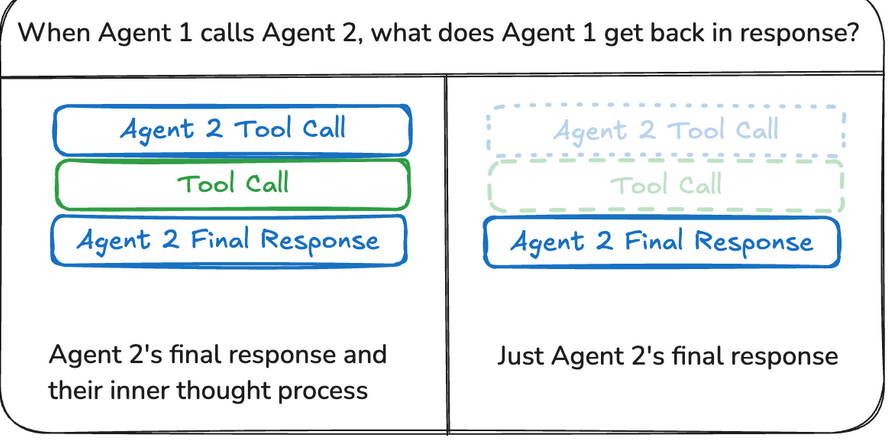 When Agent 1 calls Agent 2, what does Agent 1 get back in response?
Agent 2 Tool Call
Tool Call
Agent 2 Final Response
Agent 2's final response and
their inner thought process
Agent 2 Tool Call
Tool Call
Agent 2 Final Response
Just Agent 2's final response